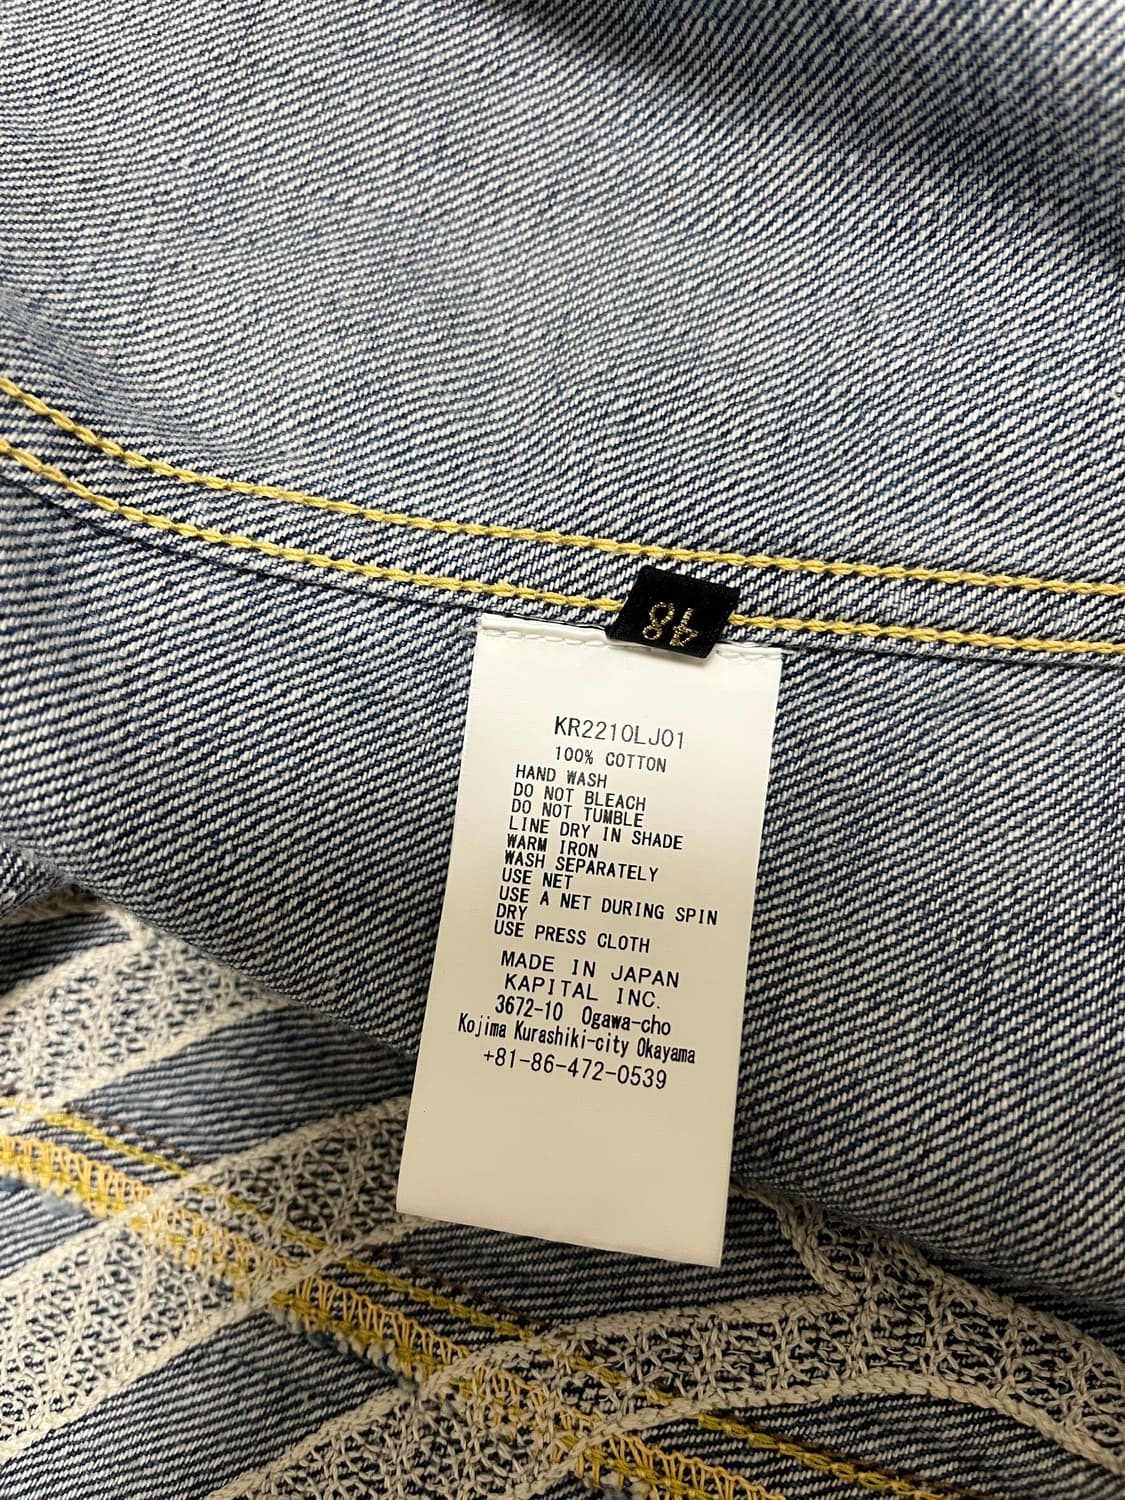 48
KR2210LJ01
100% COTTON
HAND WASH
DO NOT BLEACH
DO NOT TUMBLE
LINE DRY IN SHADE
WARM IRON
WASH SEPARATELY
USE NET
USE A NET DURING SPIN
DRY
USE PRESS CLOTH
MADE IN JAPAN
KAPITAL INC.
3672-10 Ogawa-cho
Kojima Kurashiki-city Okayama
+81-86-472-0539